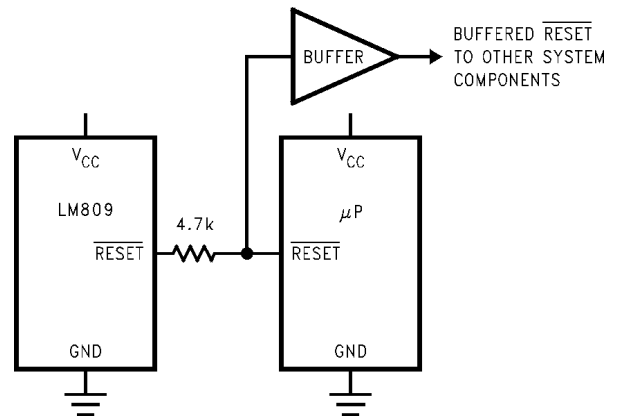 BUFFERED RESET
BUFFER
TO OTHER SYSTEM
COMPONENTS
VCC
LM809
RESET
GND
4.7k
VCC
μP
RESET
GND